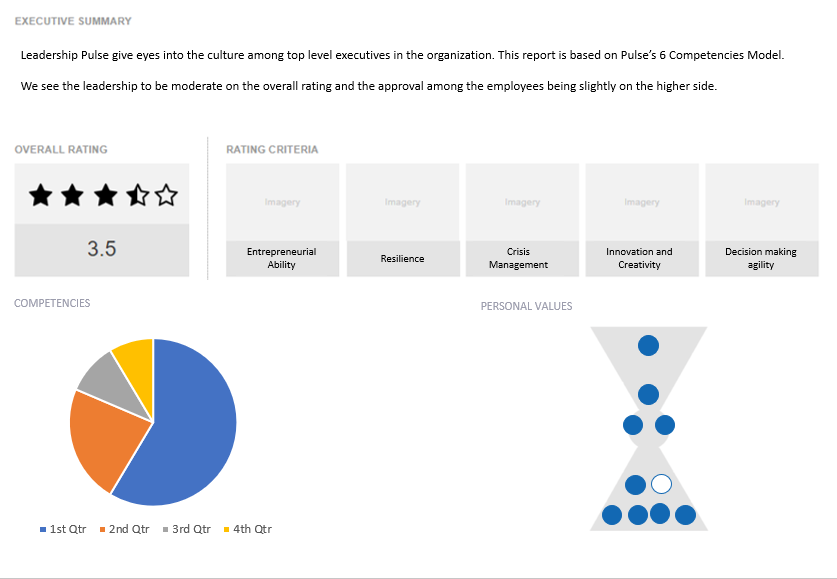 EXECUTIVE SUMMARY
Leadership Pulse give eyes into the culture among top level executives in the organization. This report is based on Pulse's 6 Competencies Model.
We see the leadership to be moderate on the overall rating and the approval among the employees being slightly on the higher side.
OVERALL RATING
3.5
RATING CRITERIA
Imagery
Entrepreneurial
Ability
Imagery
Resilience
Imagery
Crisis
Management
Imagery
Innovation and
Creativity
Imagery
Decision making
agility
COMPETENCIES
1st Qtr 2nd Qtr 3rd Qtr 4th Qtr
PERSONAL VALUES